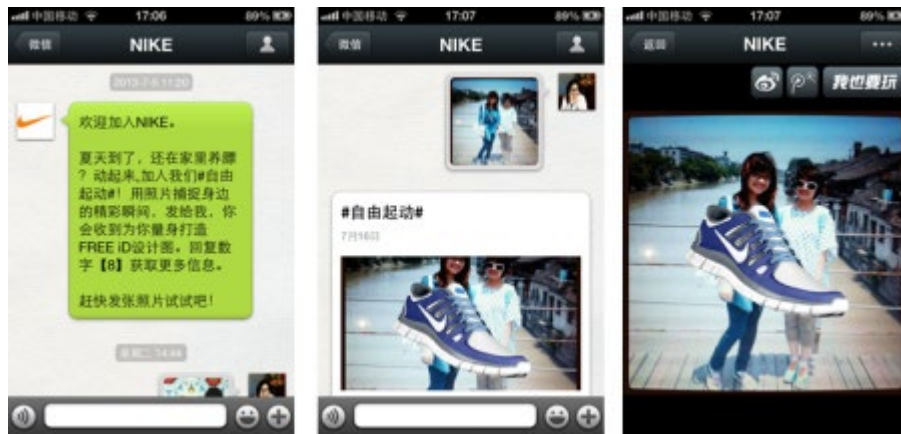 中国移动 17:06 89%
微信 NIKE
2013-7-5 11:20
欢迎加入NIKE。
夏天到了，还在家里养膘
？动起来,加入我们#自由
起动#！用照片捕捉身边
的精彩瞬间，发给我，你
会收到为你量身打造
FREE iD设计图。回复数
字【8】获取更多信息。
赶快发张照片试试吧！
星期二 14:44
中国移动 17:07 89%
微信 NIKE
#自由起动#
7月16日
中国移动 17:07 89%
返回 NIKE
我也要玩